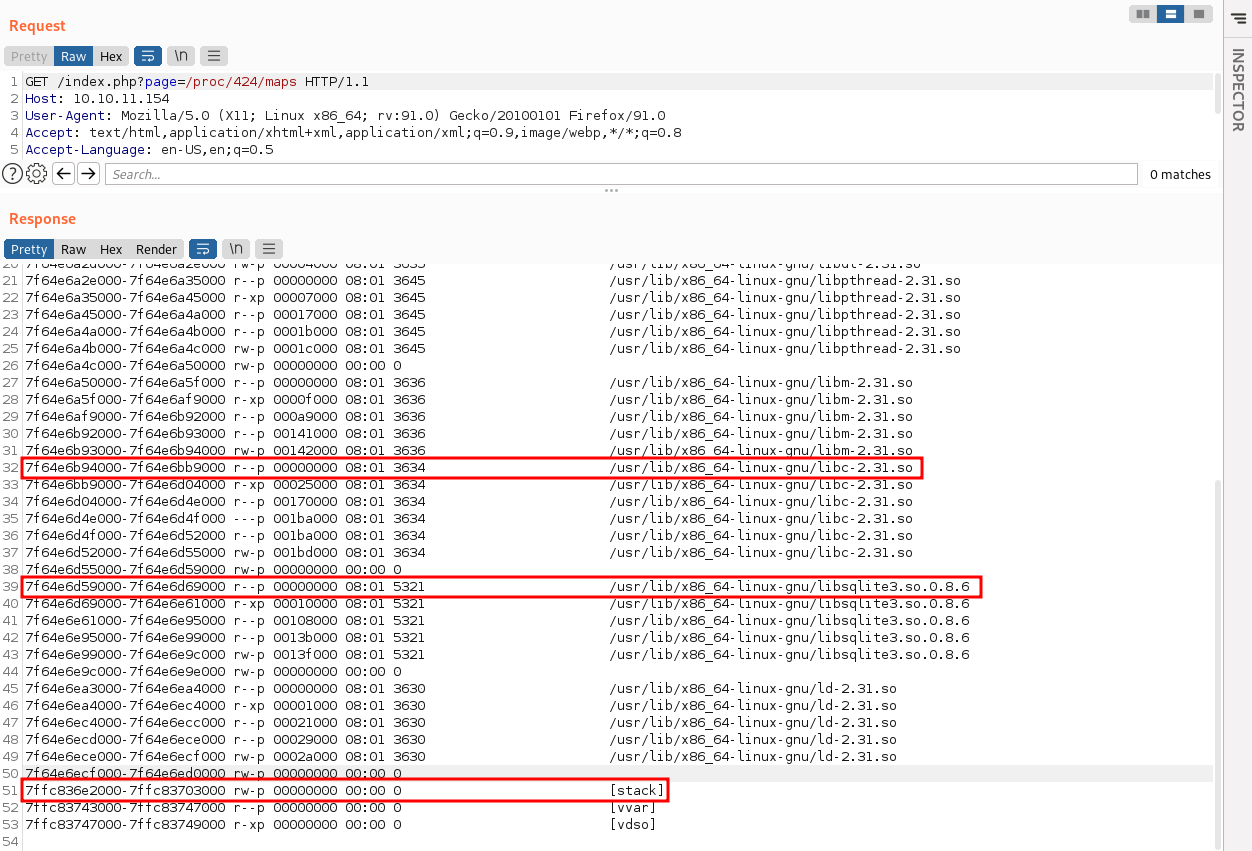 Request
Pretty Raw Hex \n
1 GET /index.php?page=/proc/424/maps HTTP/1.1
2 Host: 10.10.11.154
3 User-Agent: Mozilla/5.0 (X11; Linux x86_64; rv:91.0) Gecko/20100101 Firefox/91.0
4 Accept: text/html,application/xhtml+xml,application/xml;q=0.9,image/webp,*/*;q=0.8
5 Accept-Language: en-US,en;q=0.5
Search... 0 matches
INSPECTOR
Response
Pretty Raw Hex Render \n
20 7f64e6a2d000-7f64e6a2e000 rw-p 00004000 08:01 3635 /usr/lib/x86_64-linux-gnu/libdl-2.31.so
21 7f64e6a2e000-7f64e6a35000 r--p 00000000 08:01 3645 /usr/lib/x86_64-linux-gnu/libpthread-2.31.so
22 7f64e6a35000-7f64e6a45000 r-xp 00007000 08:01 3645 /usr/lib/x86_64-linux-gnu/libpthread-2.31.so
23 7f64e6a45000-7f64e6a4a000 r--p 00017000 08:01 3645 /usr/lib/x86_64-linux-gnu/libpthread-2.31.so
24 7f64e6a4a000-7f64e6a4b000 r--p 0001b000 08:01 3645 /usr/lib/x86_64-linux-gnu/libpthread-2.31.so
25 7f64e6a4b000-7f64e6a4c000 rw-p 0001c000 08:01 3645 /usr/lib/x86_64-linux-gnu/libpthread-2.31.so
26 7f64e6a4c000-7f64e6a50000 rw-p 00000000 00:00 0
27 7f64e6a50000-7f64e6a5f000 r--p 00000000 08:01 3636 /usr/lib/x86_64-linux-gnu/libm-2.31.so
28 7f64e6a5f000-7f64e6af9000 r-xp 0000f000 08:01 3636 /usr/lib/x86_64-linux-gnu/libm-2.31.so
29 7f64e6af9000-7f64e6b92000 r--p 000a9000 08:01 3636 /usr/lib/x86_64-linux-gnu/libm-2.31.so
30 7f64e6b92000-7f64e6b93000 r--p 00141000 08:01 3636 /usr/lib/x86_64-linux-gnu/libm-2.31.so
31 7f64e6b93000-7f64e6b94000 rw-p 00142000 08:01 3636 /usr/lib/x86_64-linux-gnu/libm-2.31.so
32 7f64e6b94000-7f64e6bb9000 r--p 00000000 08:01 3634 /usr/lib/x86_64-linux-gnu/libc-2.31.so
33 7f64e6bb9000-7f64e6d04000 r-xp 00025000 08:01 3634 /usr/lib/x86_64-linux-gnu/libc-2.31.so
34 7f64e6d04000-7f64e6d4e000 r--p 00170000 08:01 3634 /usr/lib/x86_64-linux-gnu/libc-2.31.so
35 7f64e6d4e000-7f64e6d4f000 ---p 001ba000 08:01 3634 /usr/lib/x86_64-linux-gnu/libc-2.31.so
36 7f64e6d4f000-7f64e6d52000 r--p 001ba000 08:01 3634 /usr/lib/x86_64-linux-gnu/libc-2.31.so
37 7f64e6d52000-7f64e6d55000 rw-p 001bd000 08:01 3634 /usr/lib/x86_64-linux-gnu/libc-2.31.so
38 7f64e6d55000-7f64e6d59000 rw-p 00000000 00:00 0
39 7f64e6d59000-7f64e6d69000 r--p 00000000 08:01 5321 /usr/lib/x86_64-linux-gnu/libsqlite3.so.0.8.6
40 7f64e6d69000-7f64e6e61000 r-xp 00010000 08:01 5321 /usr/lib/x86_64-linux-gnu/libsqlite3.so.0.8.6
41 7f64e6e61000-7f64e6e95000 r--p 00108000 08:01 5321 /usr/lib/x86_64-linux-gnu/libsqlite3.so.0.8.6
42 7f64e6e95000-7f64e6e99000 r--p 0013b000 08:01 5321 /usr/lib/x86_64-linux-gnu/libsqlite3.so.0.8.6
43 7f64e6e99000-7f64e6e9c000 rw-p 0013f000 08:01 5321 /usr/lib/x86_64-linux-gnu/libsqlite3.so.0.8.6
44 7f64e6e9c000-7f64e6e9e000 rw-p 00000000 00:00 0
45 7f64e6ea3000-7f64e6ea4000 r--p 00000000 08:01 3630 /usr/lib/x86_64-linux-gnu/ld-2.31.so
46 7f64e6ea4000-7f64e6ec4000 r-xp 00001000 08:01 3630 /usr/lib/x86_64-linux-gnu/ld-2.31.so
47 7f64e6ec4000-7f64e6ecc000 r--p 00021000 08:01 3630 /usr/lib/x86_64-linux-gnu/ld-2.31.so
48 7f64e6ecd000-7f64e6ece000 r--p 00029000 08:01 3630 /usr/lib/x86_64-linux-gnu/ld-2.31.so
49 7f64e6ece000-7f64e6ecf000 rw-p 0002a000 08:01 3630 /usr/lib/x86_64-linux-gnu/ld-2.31.so
50 7f64e6ecf000-7f64e6ed0000 rw-p 00000000 00:00 0
51 7ffc836e2000-7ffc83703000 rw-p 00000000 00:00 0 [stack]
52 7ffc83743000-7ffc83747000 r--p 00000000 00:00 0 [vvar]
53 7ffc83747000-7ffc83749000 r-xp 00000000 00:00 0 [vdso]
54